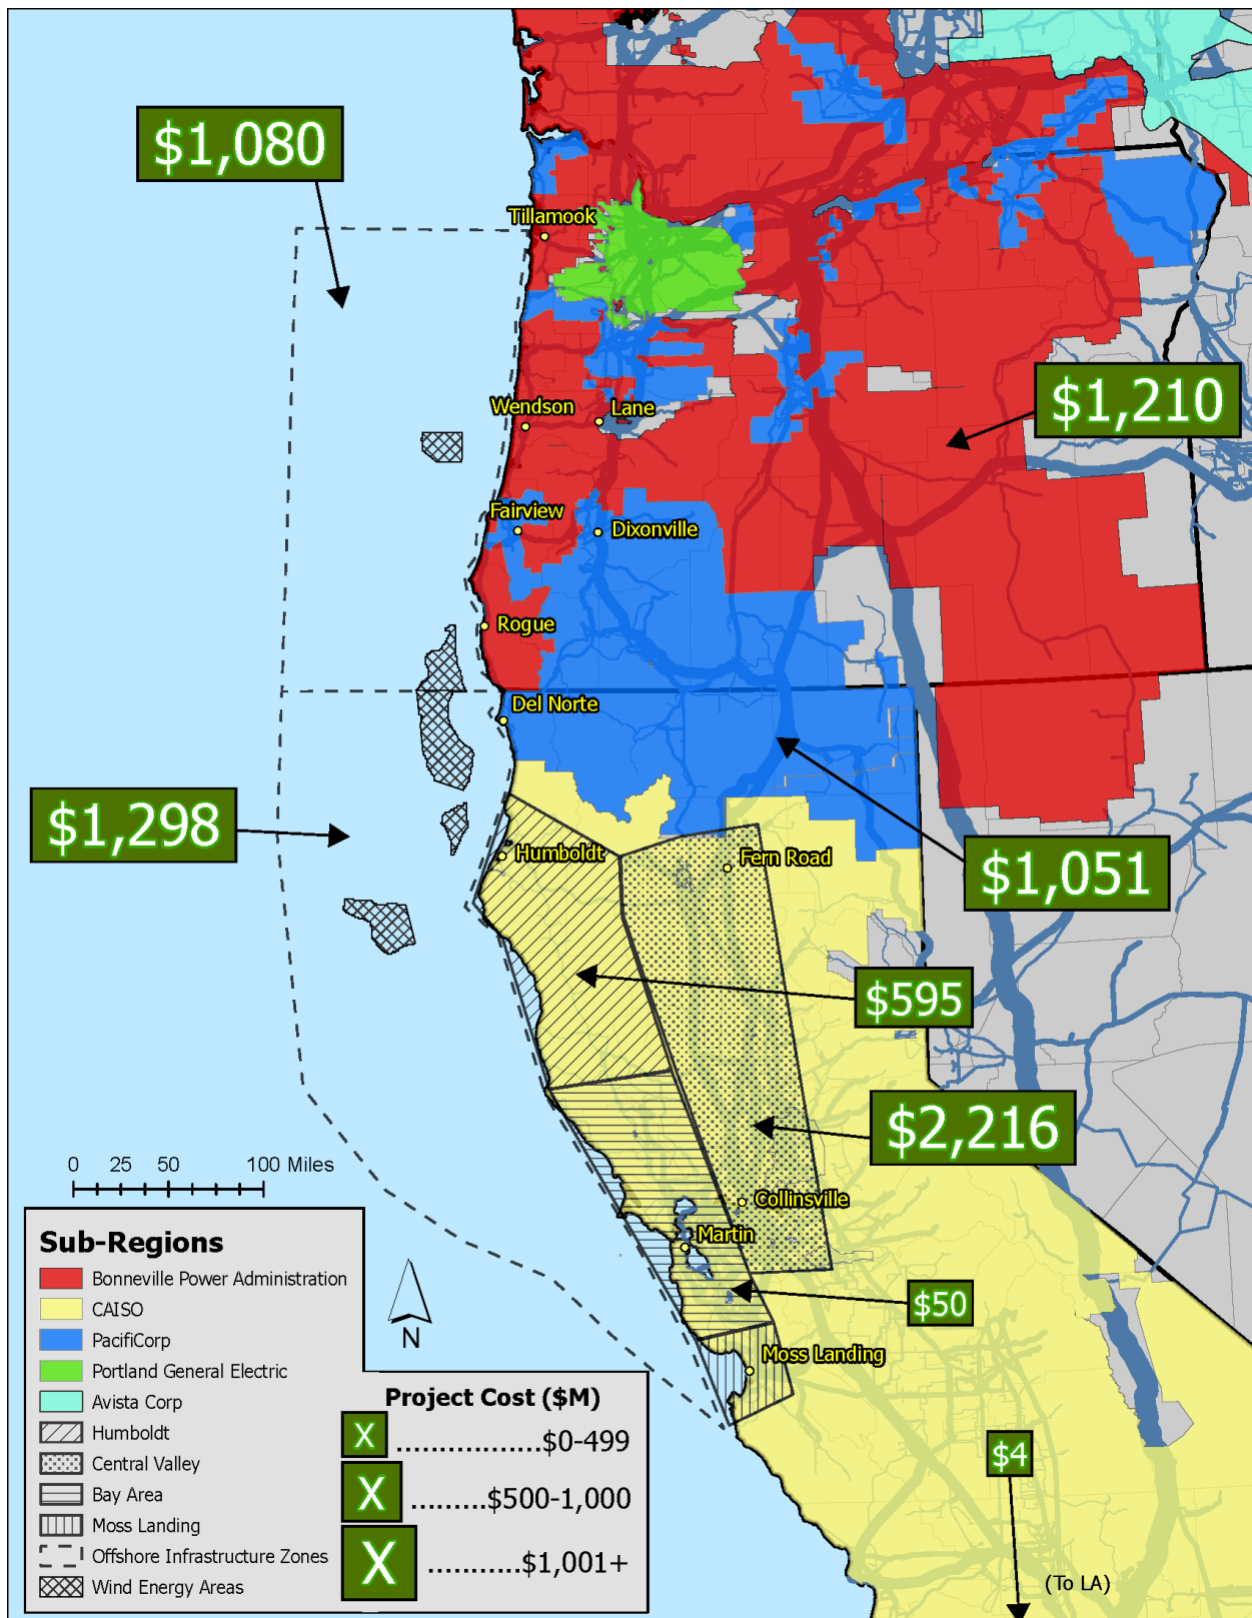 $1,080
Tillamook
Wendson
Lane
$1,210
Fairview
Dixonville
Rogue
Del Norte
$1,298
Humboldt
Fern Road
$1,051
$595
$2,216
0 25 50 100 Miles
Collinsville
Martin
$50
Moss Landing
N
Sub-Regions
Bonneville Power Administration
CAISO
PacifiCorp
Portland General Electric
Avista Corp
Humboldt
Central Valley
Bay Area
Moss Landing
Offshore Infrastructure Zones
Wind Energy Areas
Project Cost ($M)
X .................$0-499
X .........$500-1,000
X ...........$1,001+
$4
(To LA)